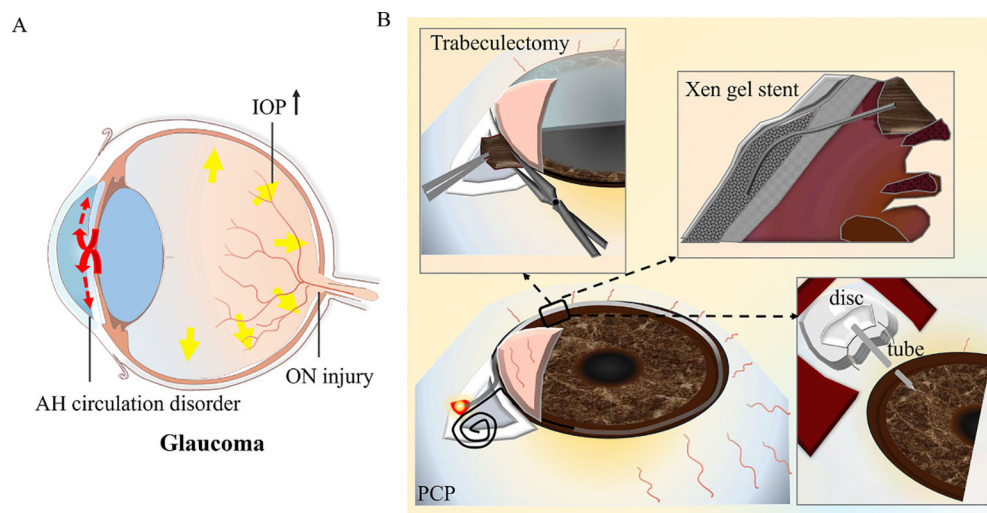 A
IOP ↑
ON injury
AH circulation disorder
Glaucoma
B
Trabeculectomy
Xen gel stent
disc
tube
PCP